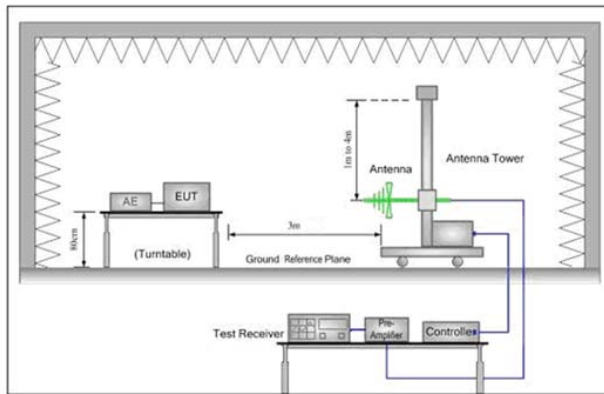 1m to 4m
Antenna
Antenna Tower
AE
EUT
80cm
(Turntable)
3m
Ground Reference Plane
Test Receiver
Pre-
Amplifier
Controller